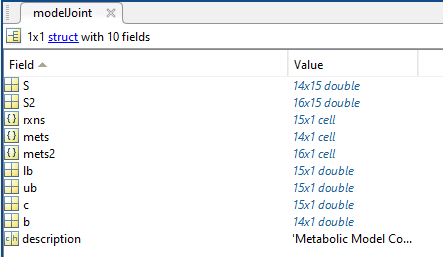 modelJoint
1x1 struct with 10 fields
Field Value
S 14x15 double
S2 16x15 double
rxns 15x1 cell
mets 14x1 cell
mets2 16x1 cell
lb 15x1 double
ub 15x1 double
c 15x1 double
b 14x1 double
ch description 'Metabolic Model Co...